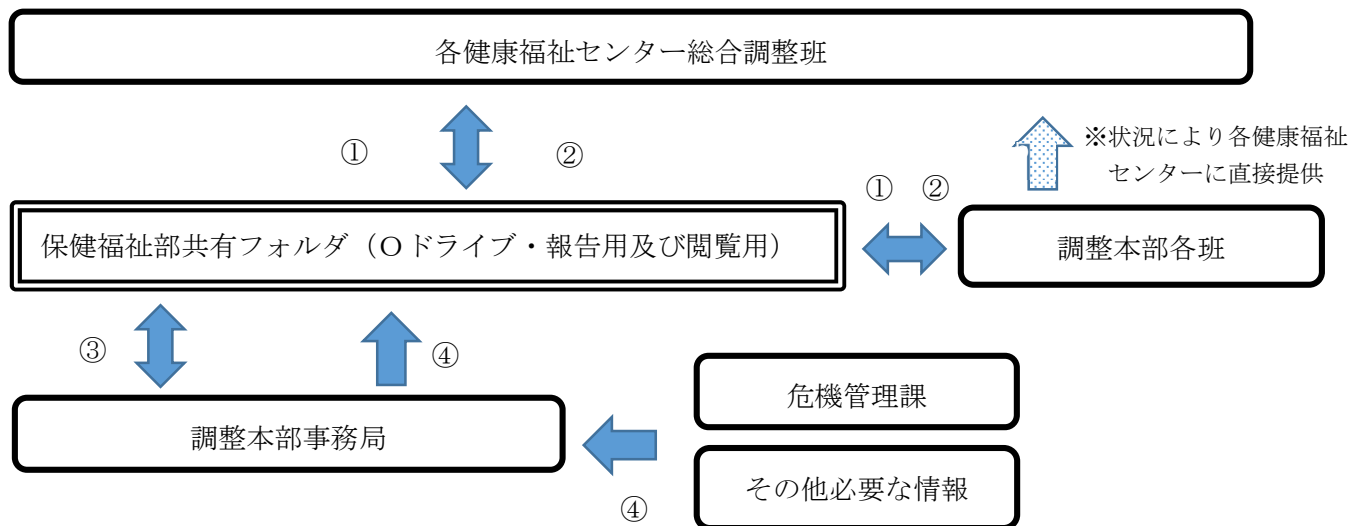 各健康福祉センター総合調整班
①
②
※状況により各健康福祉
センターに直接提供
①
②
保健福祉部共有フォルダ（Oドライブ・報告用及び閲覧用）
調整本部各班
③
④
危機管理課
調整本部事務局
その他必要な情報
④